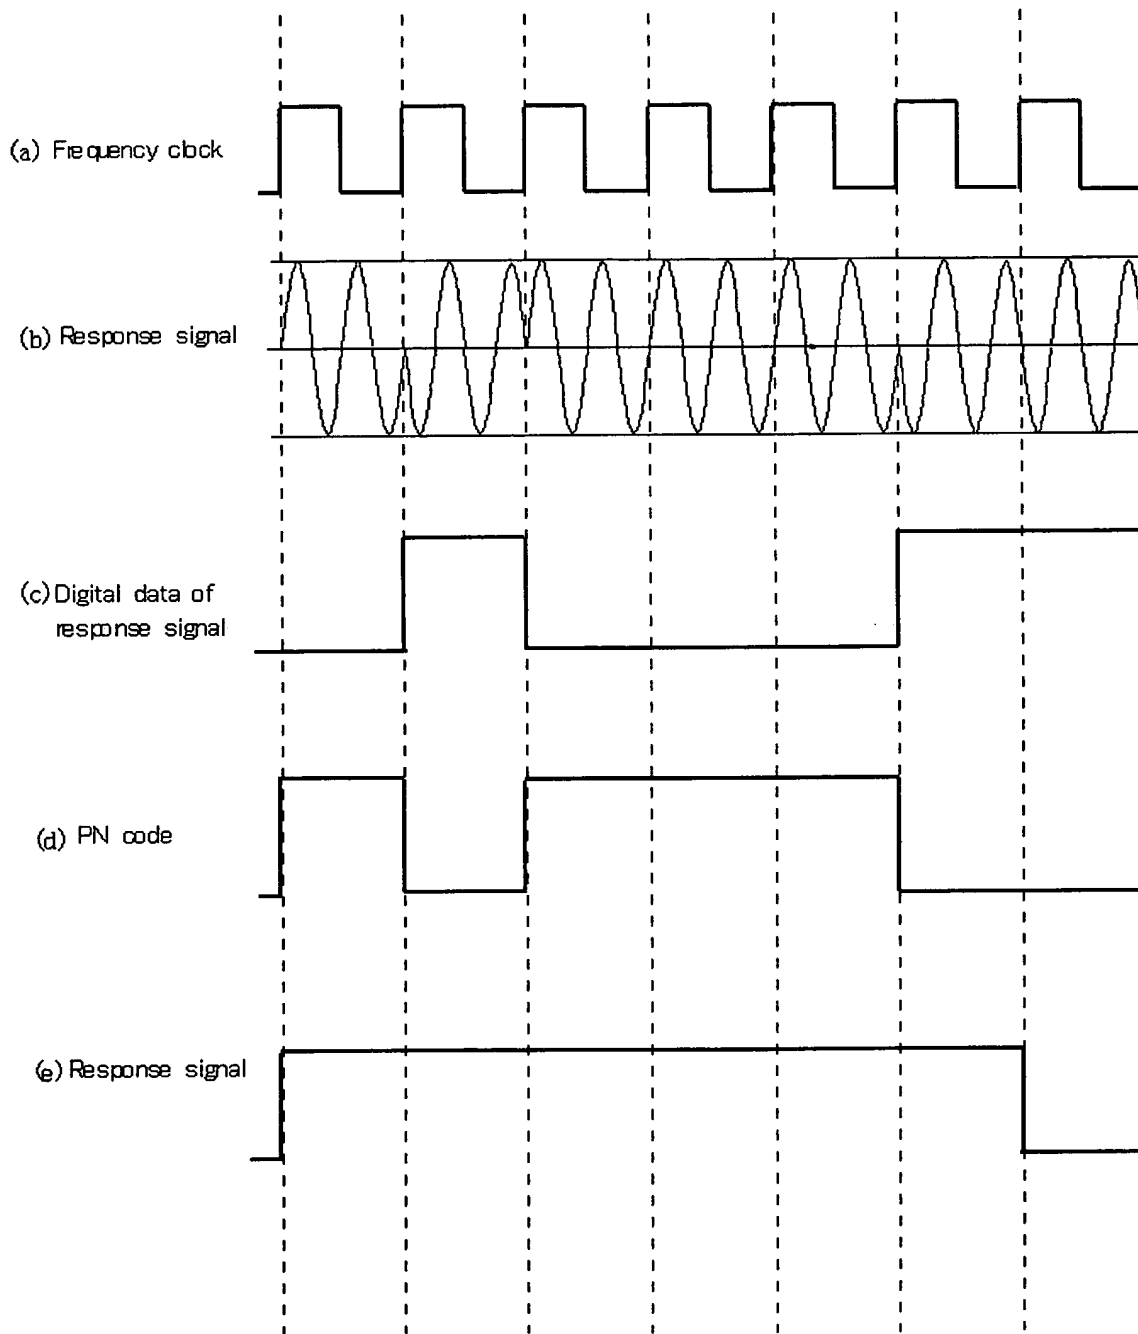 (a) Frequency clock
(b) Response signal
(c) Digital data of
response signal
(d) PN code
(e) Response signal